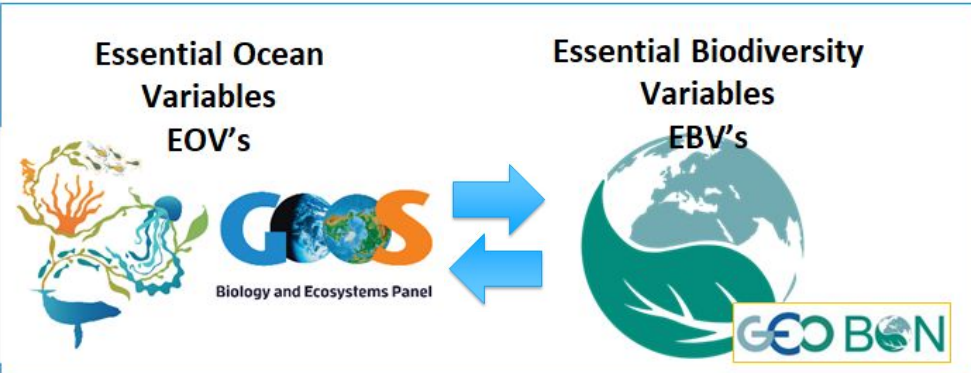 Essential Ocean
Variables
EOV's
GOOS
Biology and Ecosystems Panel
Essential Biodiversity
Variables
EBV's
GEO BON